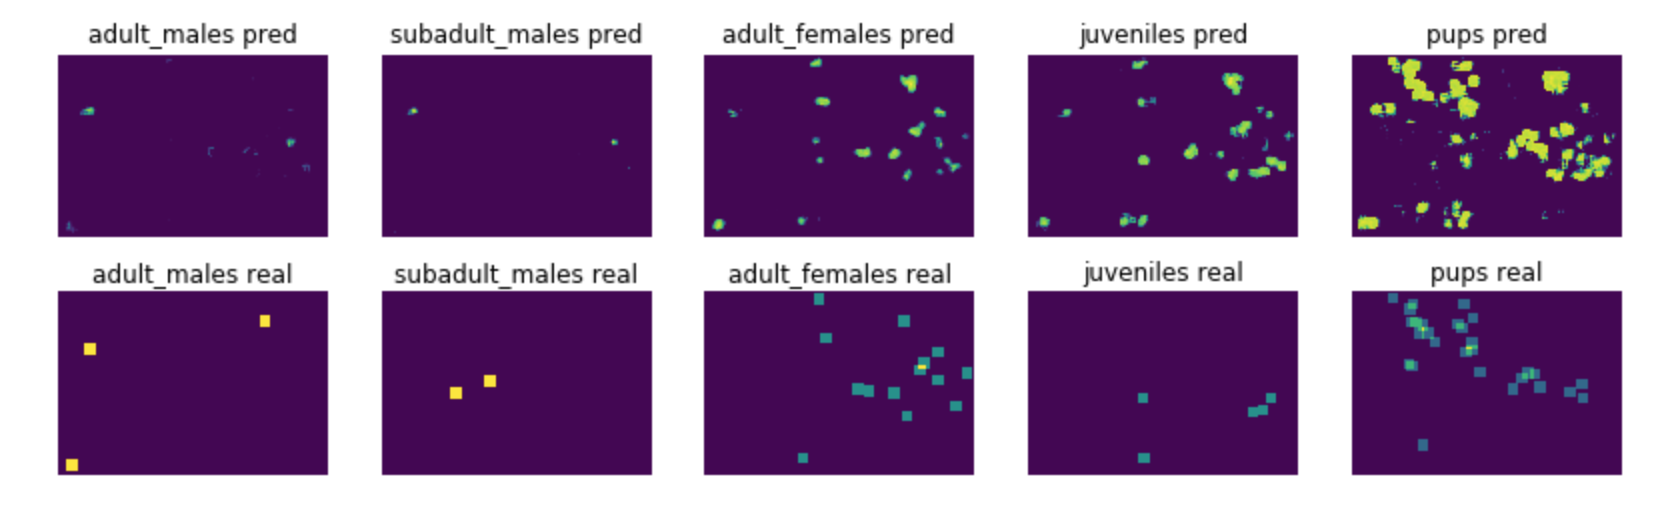 adult_males pred
subadult_males pred
adult_females pred
juveniles pred
pups pred
adult_males real
subadult_males real
adult_females real
juveniles real
pups real